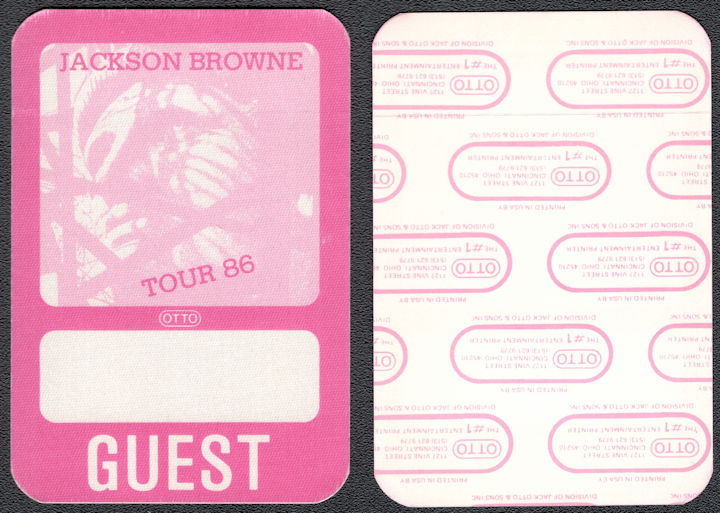 JACKSON BROWNE
TOUR 86
OTTO
GUEST
DIVISION OF JACK OTTO & SONS INC
THE #1 ENTERTAINMENT PRINTER
OTTO
(513) 621 9779
CINCINNATI OHIO 45210
1127 VINE STREET
PRINTED IN USA BY